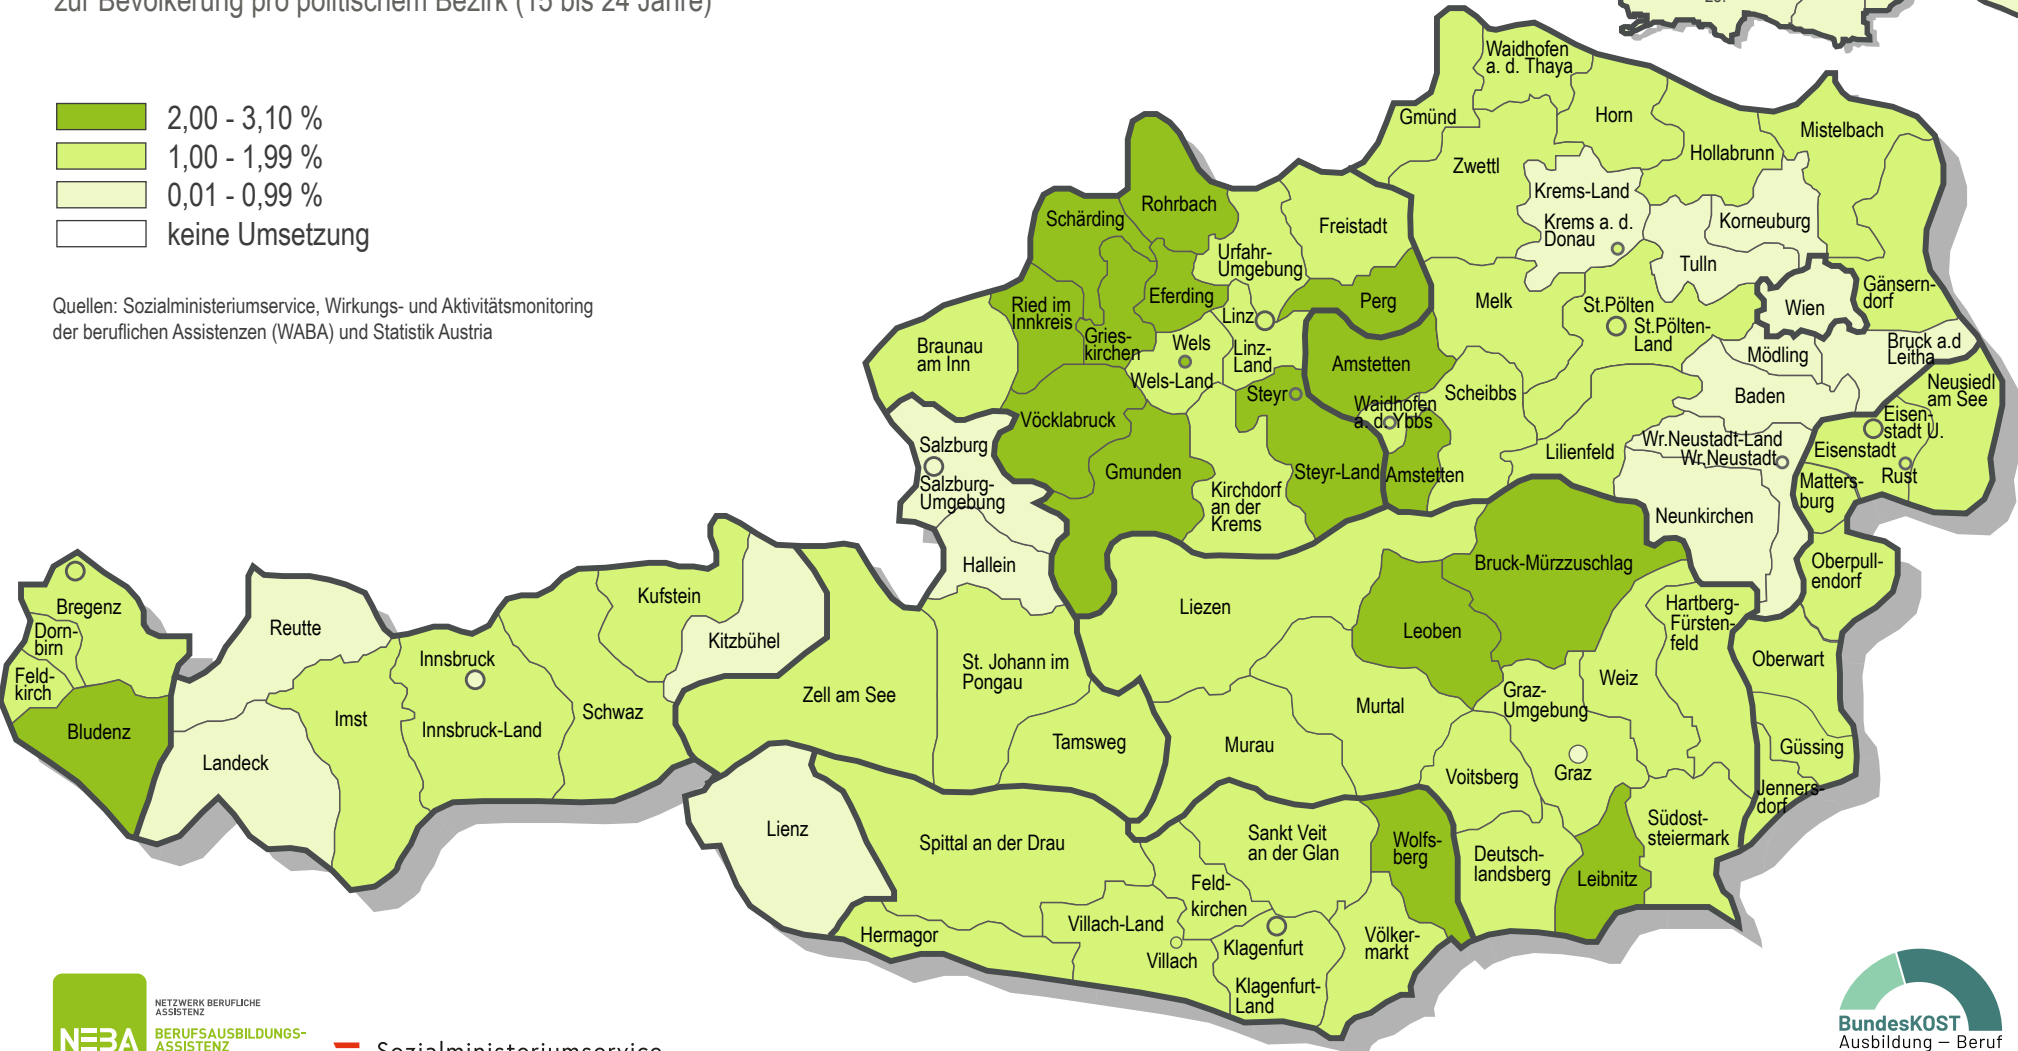 zur Bevölkerung pro politischem Bezirk (15 bis 24 Jahre)
2,00 - 3,10 %
1,00 - 1,99 %
0,01 - 0,99 %
keine Umsetzung
Quellen: Sozialministeriumservice, Wirkungs- und Aktivitätsmonitoring
der beruflichen Assistenzen (WABA) und Statistik Austria
Waidhofen
a. d. Thaya
Gmünd
Horn
Mistelbach
Hollabrunn
Zwettl
Krems-Land
Krems a. d.
Donau
Korneuburg
Tulln
Rohrbach
Schärding
Freistadt
Urfahr-
Umgebung
Eferding
Perg
Melk
St.Pölten
St.Pölten-
Land
Wien
Gänsern-
dorf
Ried im
Innkreis
Linz
Gries-
kirchen
Wels
Linz-
Land
Wels-Land
Braunau
am Inn
Amstetten
Mödling
Bruck a.d
Leitha
Baden
Neusiedl
am See
Steyr
Waidhofen
a. d. Ybbs
Scheibbs
Eisen-
stadt U.
Eisenstadt
Rust
Vöcklabruck
Salzburg
Salzburg-
Umgebung
Gmunden
Steyr-Land
Amstetten
Lilienfeld
Wr.Neustadt-Land
Wr.Neustadt
Matters-
burg
Kirchdorf
an der
Krems
Neunkirchen
Hallein
Bruck-Mürzzuschlag
Oberpull-
endorf
Bregenz
Dorn-
birn
Feld-
kirch
Bludenz
Reutte
Landeck
Imst
Innsbruck
Innsbruck-Land
Schwaz
Kufstein
Kitzbühel
Zell am See
St. Johann im
Pongau
Tamsweg
Liezen
Leoben
Hartberg-
Fürsten-
feld
Oberwart
Weiz
Graz-
Umgebung
Murtal
Murau
Voitsberg
Graz
Güssing
Jenners-
dorf
Lienz
Spittal an der Drau
Sankt Veit
an der Glan
Wolfs-
berg
Deutsch-
landsberg
Leibnitz
Südost-
steiermark
Feld-
kirchen
Hermagor
Villach-Land
Villach
Klagenfurt
Klagenfurt-
Land
Völker-
markt
NEBA
NETZWERK BERUFLICHE
ASSISTENZ
BERUFSAUSBILDUNGS-
ASSISTENZ
Sozialministeriumservice
BundesKOST
Ausbildung – Beruf